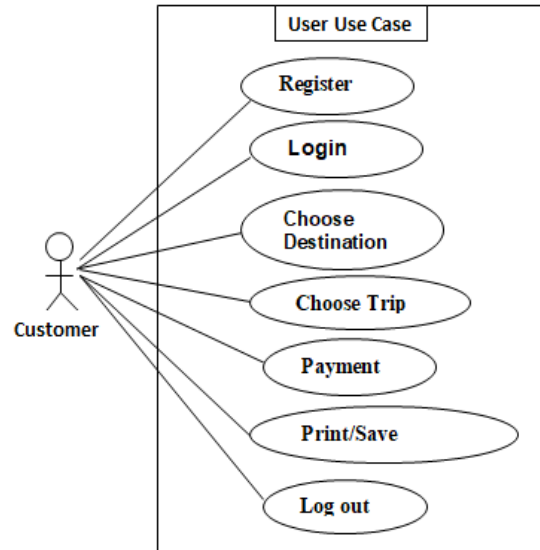 User Use Case
Register
Login
Choose
Destination
Customer
Choose Trip
Payment
Print/Save
Log out